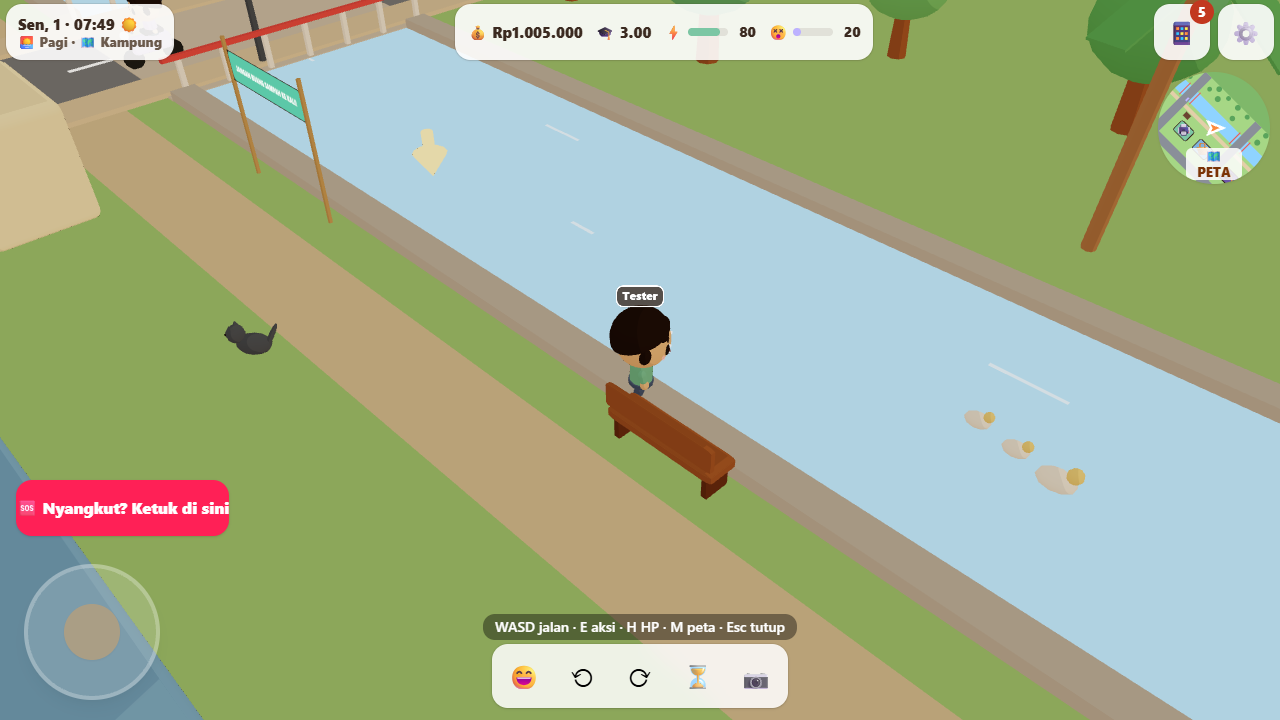 Sen, 1 · 07:49
Pagi · Kampung
Rp1.005.000
3.00
80
20
5
PETA
Tester
SOS Nyangkut? Ketuk di sini
WASD jalan · E aksi · H HP · M peta · Esc tutup